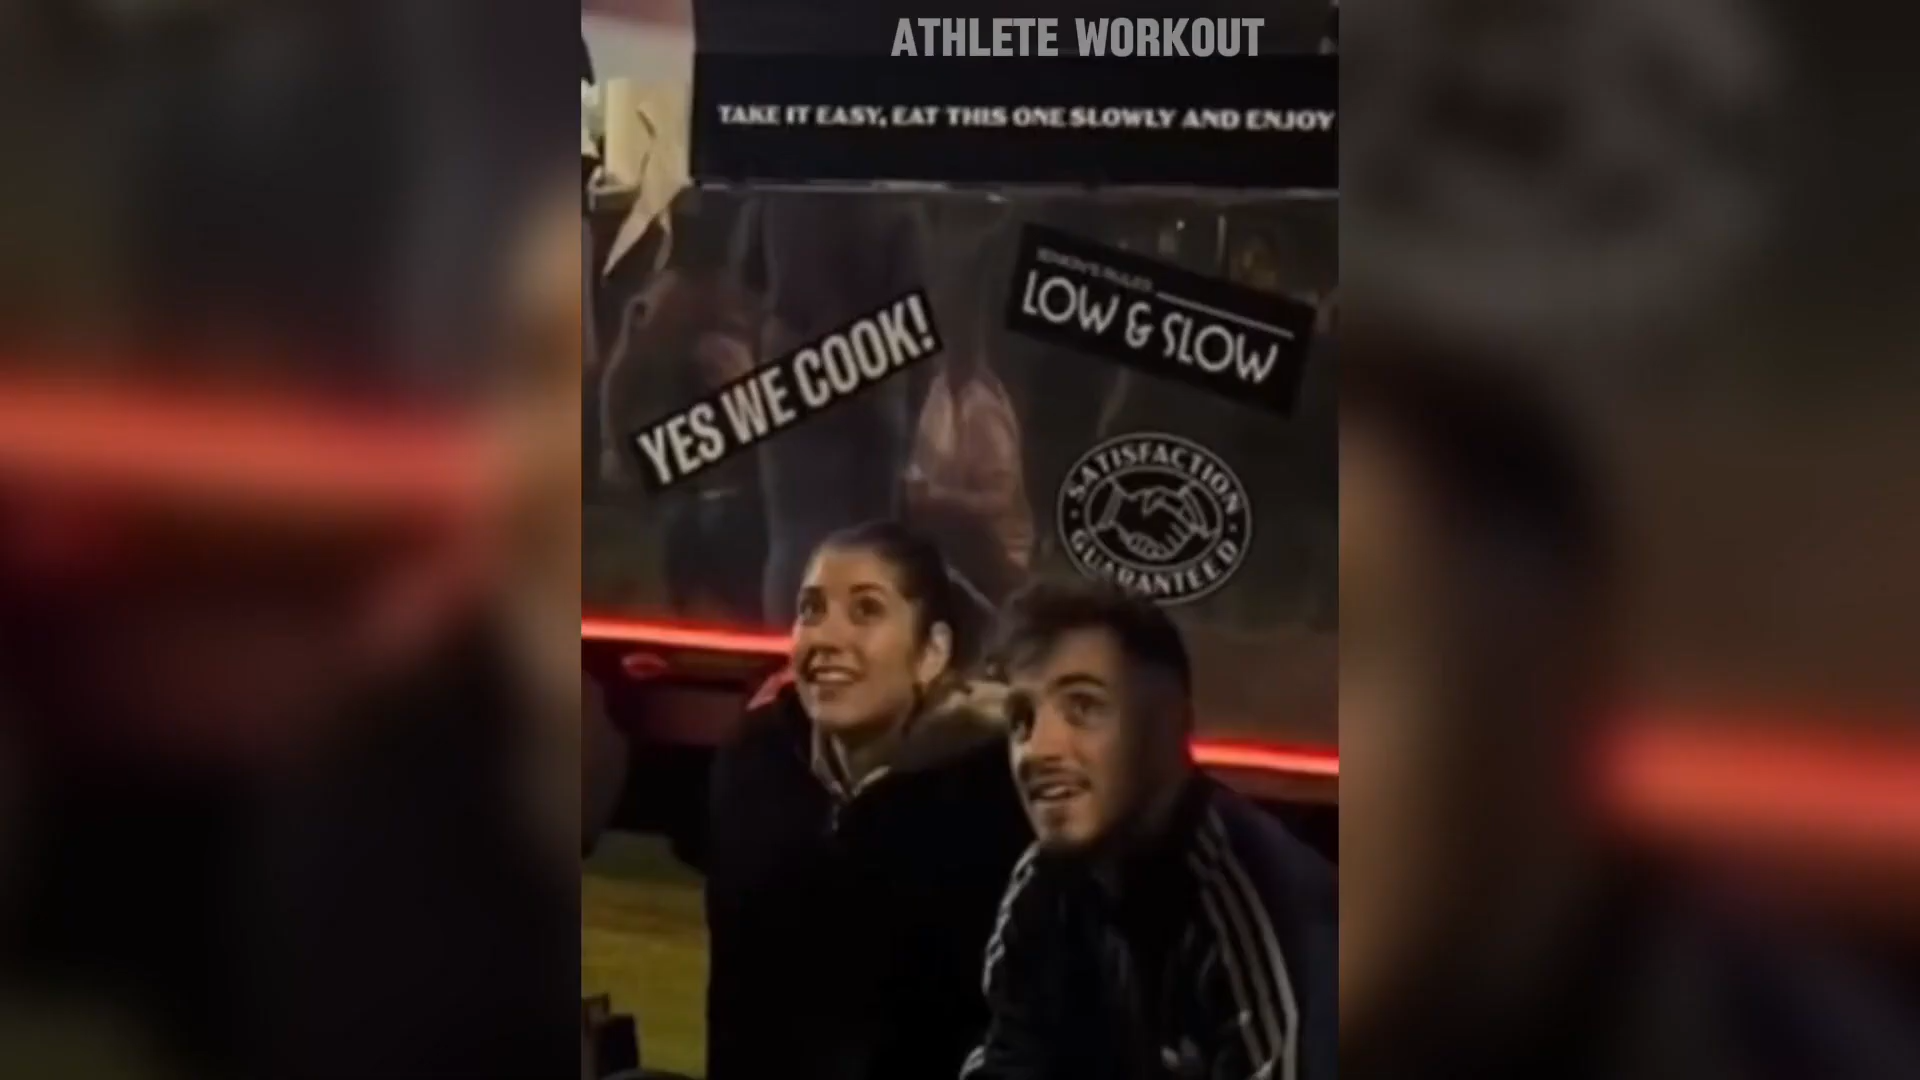 ATHLETE WORKOUT
TAKE IT EASY, EAT THIS ONE SLOWLY AND ENJOY
LOW & SLOW
YES WE COOK!
SATISFACTION
GUARANTEED